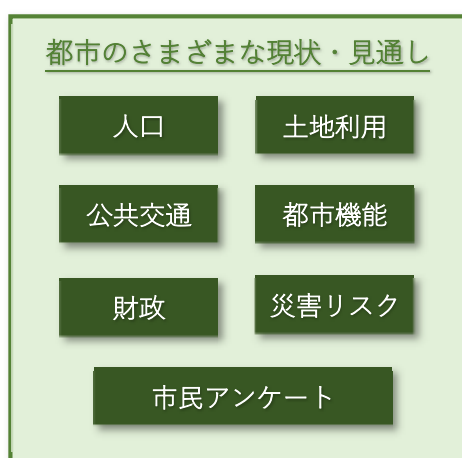 都市のさまざまな現状・見通し
人口
土地利用
公共交通
都市機能
財政
災害リスク
市民アンケート